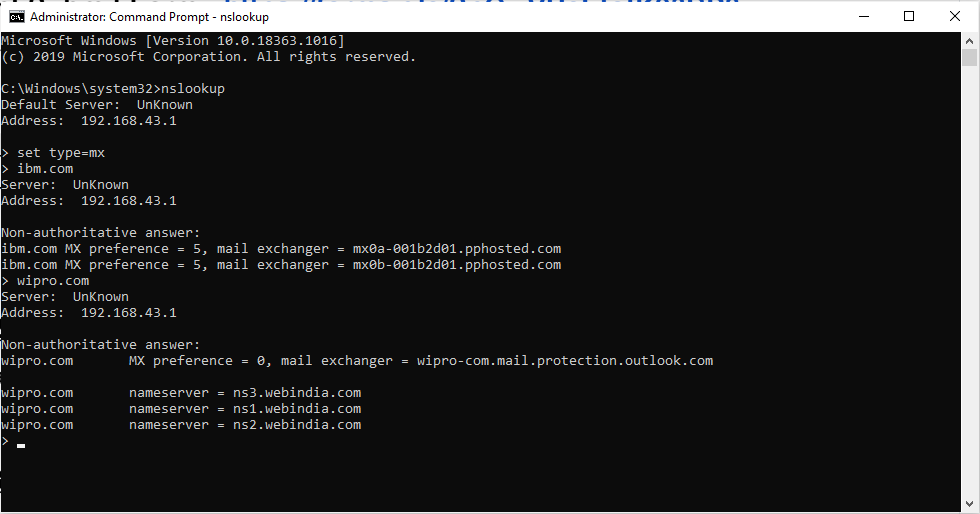 Administrator: Command Prompt - nslookup
Microsoft Windows [Version 10.0.18363.1016]
(c) 2019 Microsoft Corporation. All rights reserved.
C:\Windows\system32>nslookup
Default Server:  UnKnown
Address:  192.168.43.1
> set type=mx
> ibm.com
Server:  UnKnown
Address:  192.168.43.1
Non-authoritative answer:
ibm.com MX preference = 5, mail exchanger = mx0a-001b2d01.pphosted.com
ibm.com MX preference = 5, mail exchanger = mx0b-001b2d01.pphosted.com
> wipro.com
Server:  UnKnown
Address:  192.168.43.1
Non-authoritative answer:
wipro.com       MX preference = 0, mail exchanger = wipro-com.mail.protection.outlook.com
wipro.com       nameserver = ns3.webindia.com
wipro.com       nameserver = ns1.webindia.com
wipro.com       nameserver = ns2.webindia.com
>